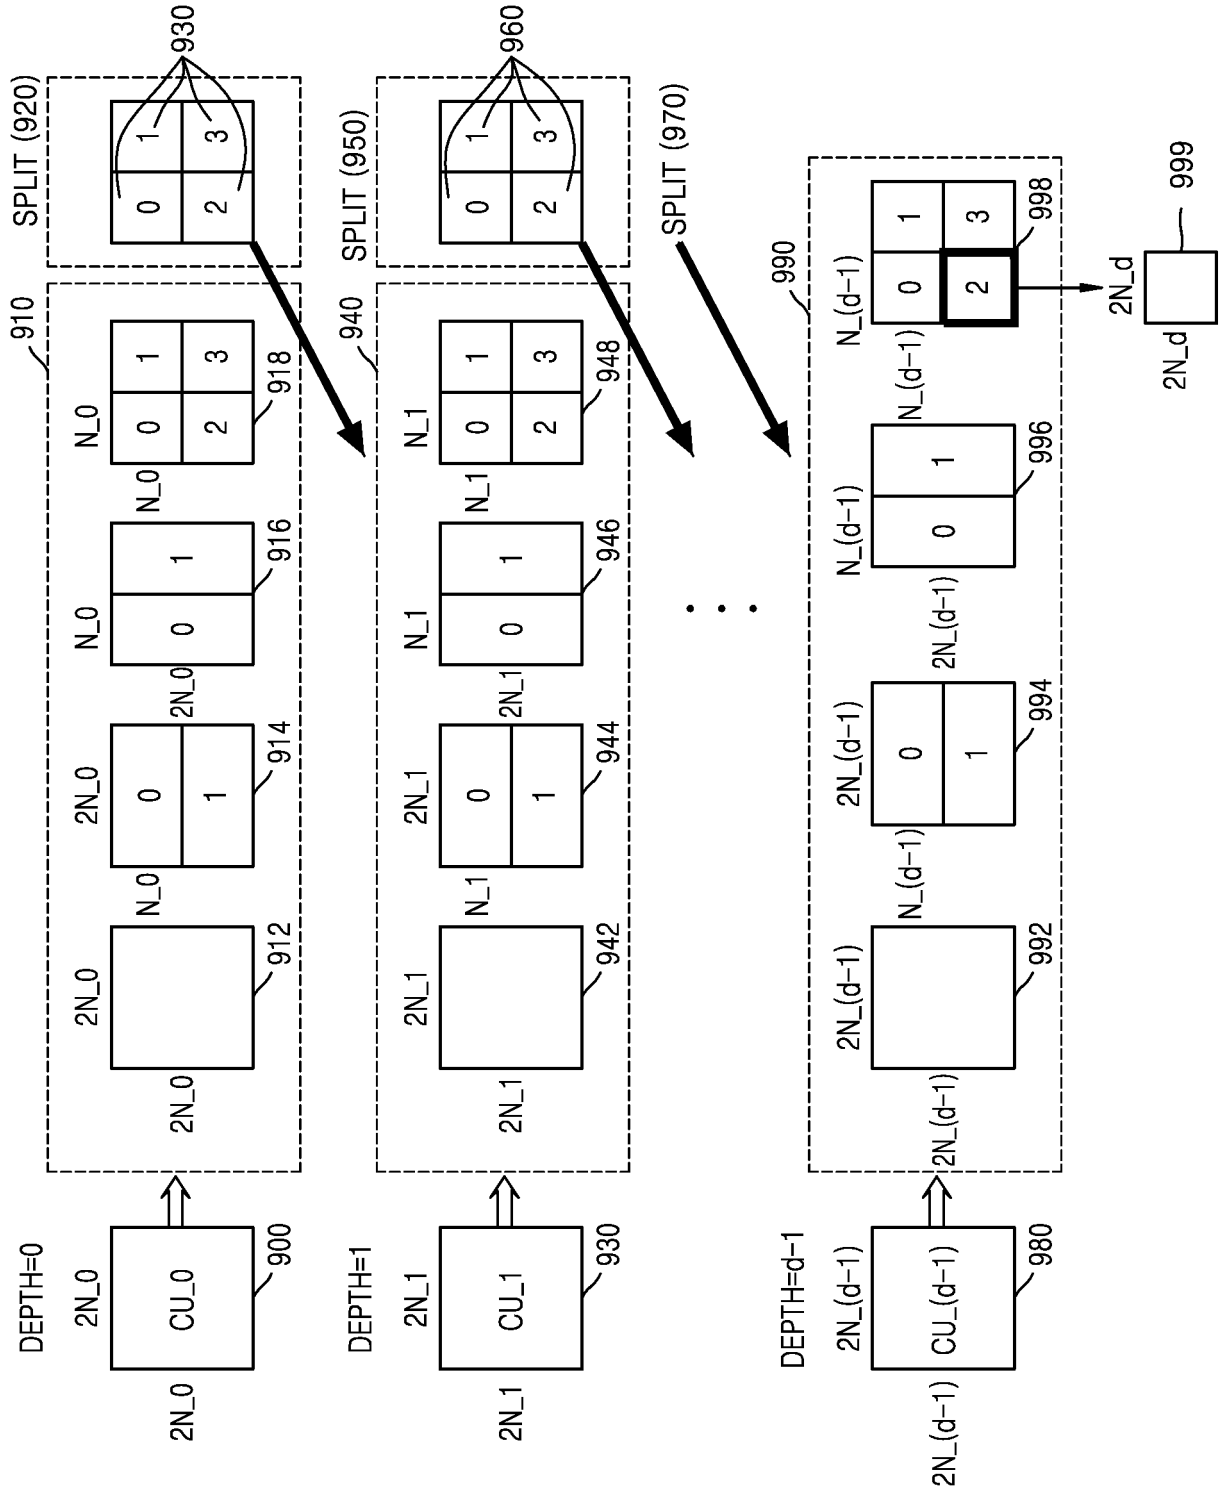 DEPTH=0
2N_0
2N_0
CU_0
900
910
2N_0
2N_0
912
2N_0
N_0
0
1
914
N_0
2N_0
0
1
916
N_0
N_0
0
1
2
3
918
SPLIT (920)
0
1
2
3
930
DEPTH=1
2N_1
2N_1
CU_1
930
940
2N_1
2N_1
942
2N_1
N_1
0
1
944
N_1
2N_1
0
1
946
N_1
N_1
0
1
2
3
948
SPLIT (950)
0
1
2
3
960
SPLIT (970)
DEPTH=d-1
2N_(d-1)
2N_(d-1)
CU_(d-1)
980
990
2N_(d-1)
2N_(d-1)
992
2N_(d-1)
N_(d-1)
0
1
994
N_(d-1)
2N_(d-1)
0
1
996
N_(d-1)
N_(d-1)
0
1
2
3
998
2N_d
2N_d
999